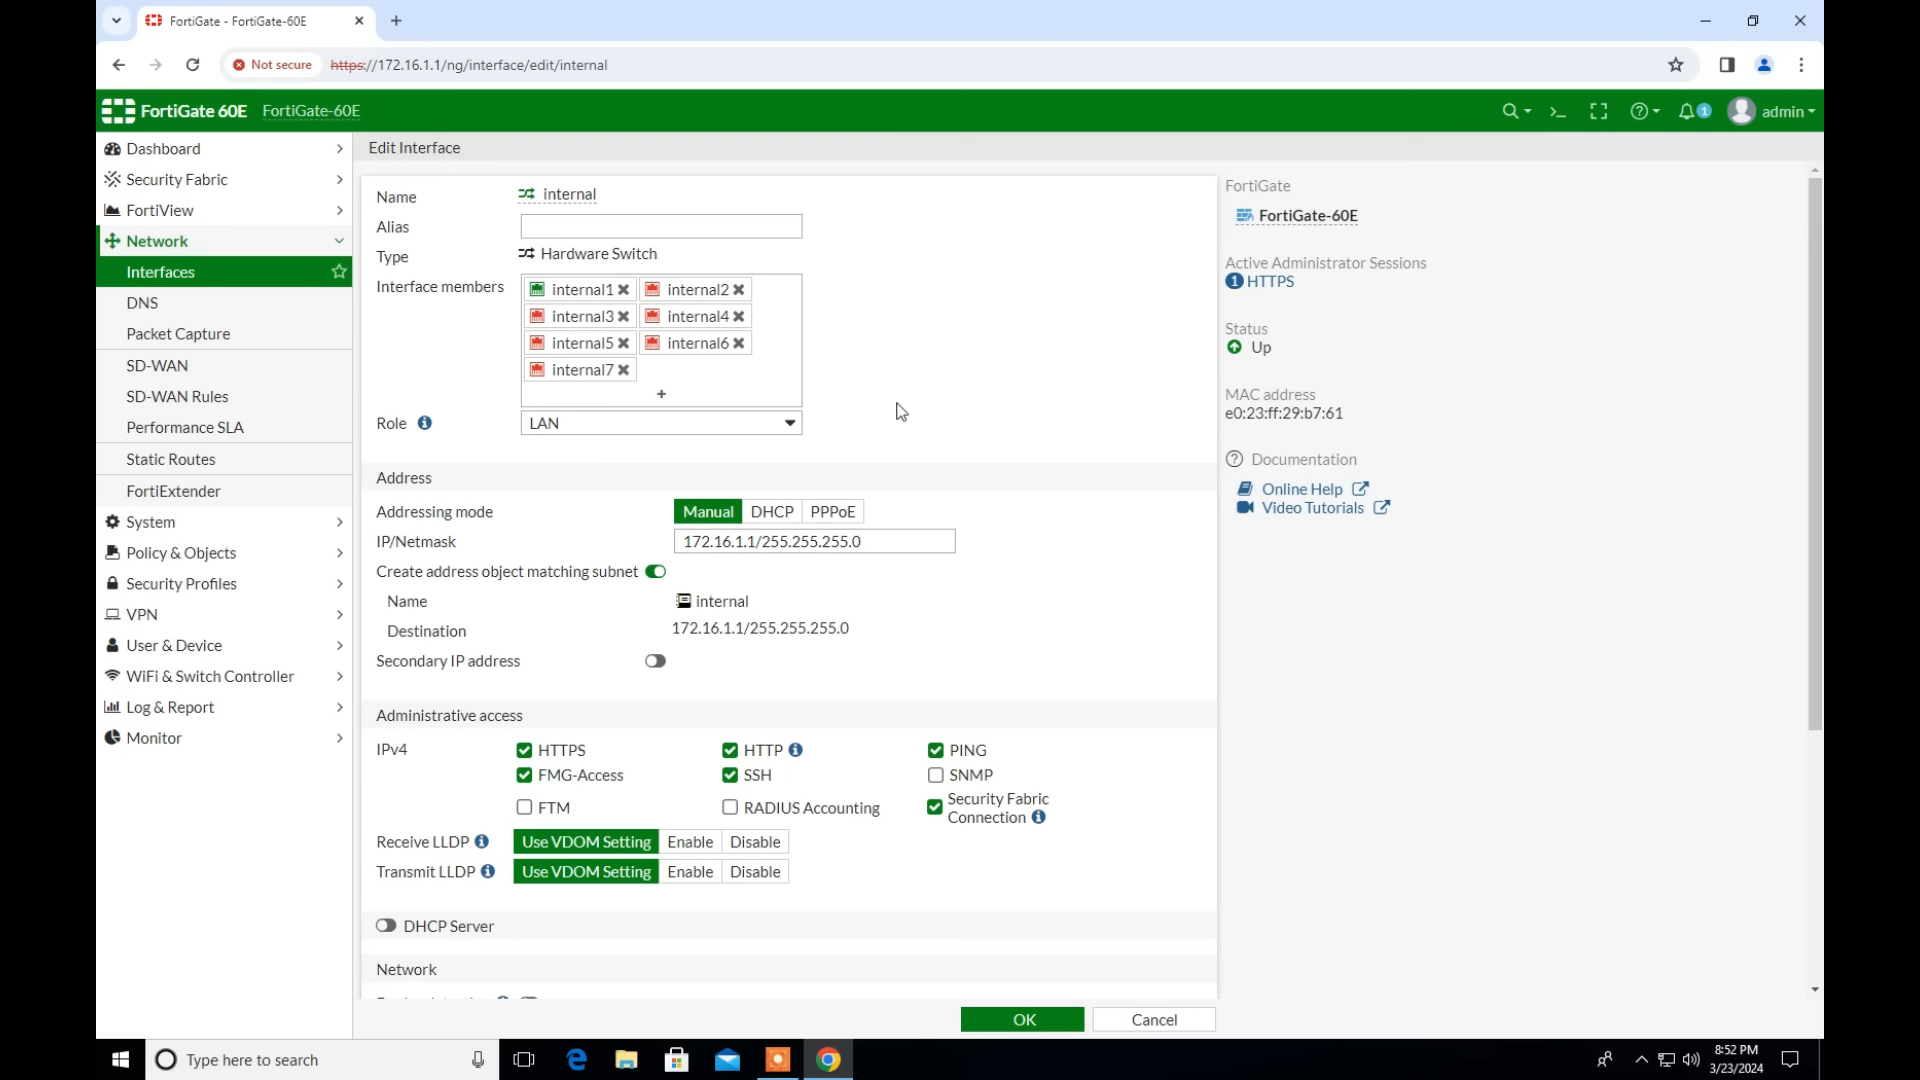 FortiGate - FortiGate-60E
Not secure https://172.16.1.1/ng/interface/edit/internal
FortiGate 60E FortiGate-60E
1 admin
Dashboard
Security Fabric
FortiView
Network
Interfaces
DNS
Packet Capture
SD-WAN
SD-WAN Rules
Performance SLA
Static Routes
FortiExtender
System
Policy & Objects
Security Profiles
VPN
User & Device
WiFi & Switch Controller
Log & Report
Monitor
Edit Interface
Name internal
Alias
Type Hardware Switch
Interface members internal1 internal2
internal3 internal4
internal5 internal6
internal7
+
Role LAN
Address
Addressing mode Manual DHCP PPPoE
IP/Netmask 172.16.1.1/255.255.255.0
Create address object matching subnet
Name internal
Destination 172.16.1.1/255.255.255.0
Secondary IP address
Administrative access
IPv4 HTTPS HTTP PING
FMG-Access SSH SNMP
FTM RADIUS Accounting Security Fabric
Connection
Receive LLDP Use VDOM Setting Enable Disable
Transmit LLDP Use VDOM Setting Enable Disable
DHCP Server
Network
OK Cancel
FortiGate
FortiGate-60E
Active Administrator Sessions
1 HTTPS
Status
Up
MAC address
e0:23:ff:29:b7:61
Documentation
Online Help
Video Tutorials
Type here to search
8:52 PM
3/23/2024